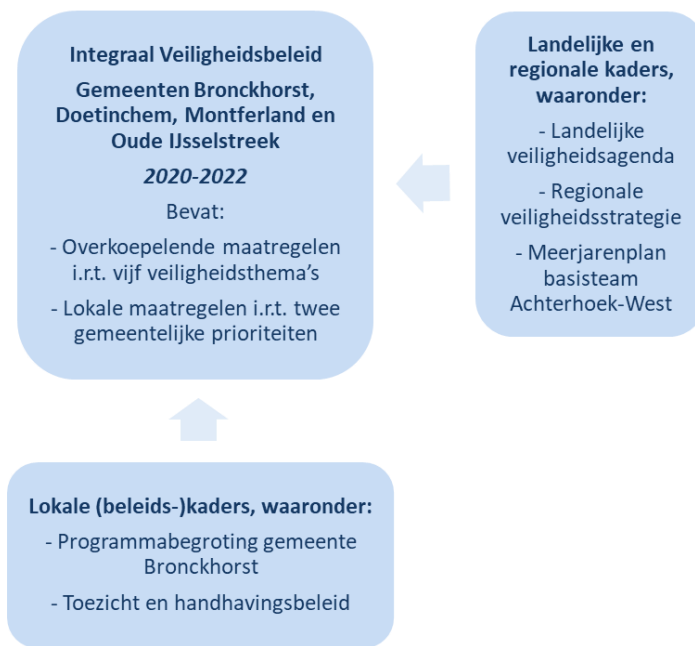 Integraal Veiligheidsbeleid
Gemeenten Bronckhorst,
Doetinchem, Montferland en
Oude IJsselstreek
2020-2022
Bevat:
- Overkoepelende maatregelen
i.r.t. vijf veiligheidsthema's
- Lokale maatregelen i.r.t. twee
gemeentelijke prioriteiten
Landelijke en
regionale kaders,
waaronder:
- Landelijke
veiligheidsagenda
- Regionale
veiligheidsstrategie
- Meerjarenplan
basisteam
Achterhoek-West
Lokale (beleids-)kaders, waaronder:
- Programmabegroting gemeente
Bronckhorst
- Toezicht en handhavingsbeleid